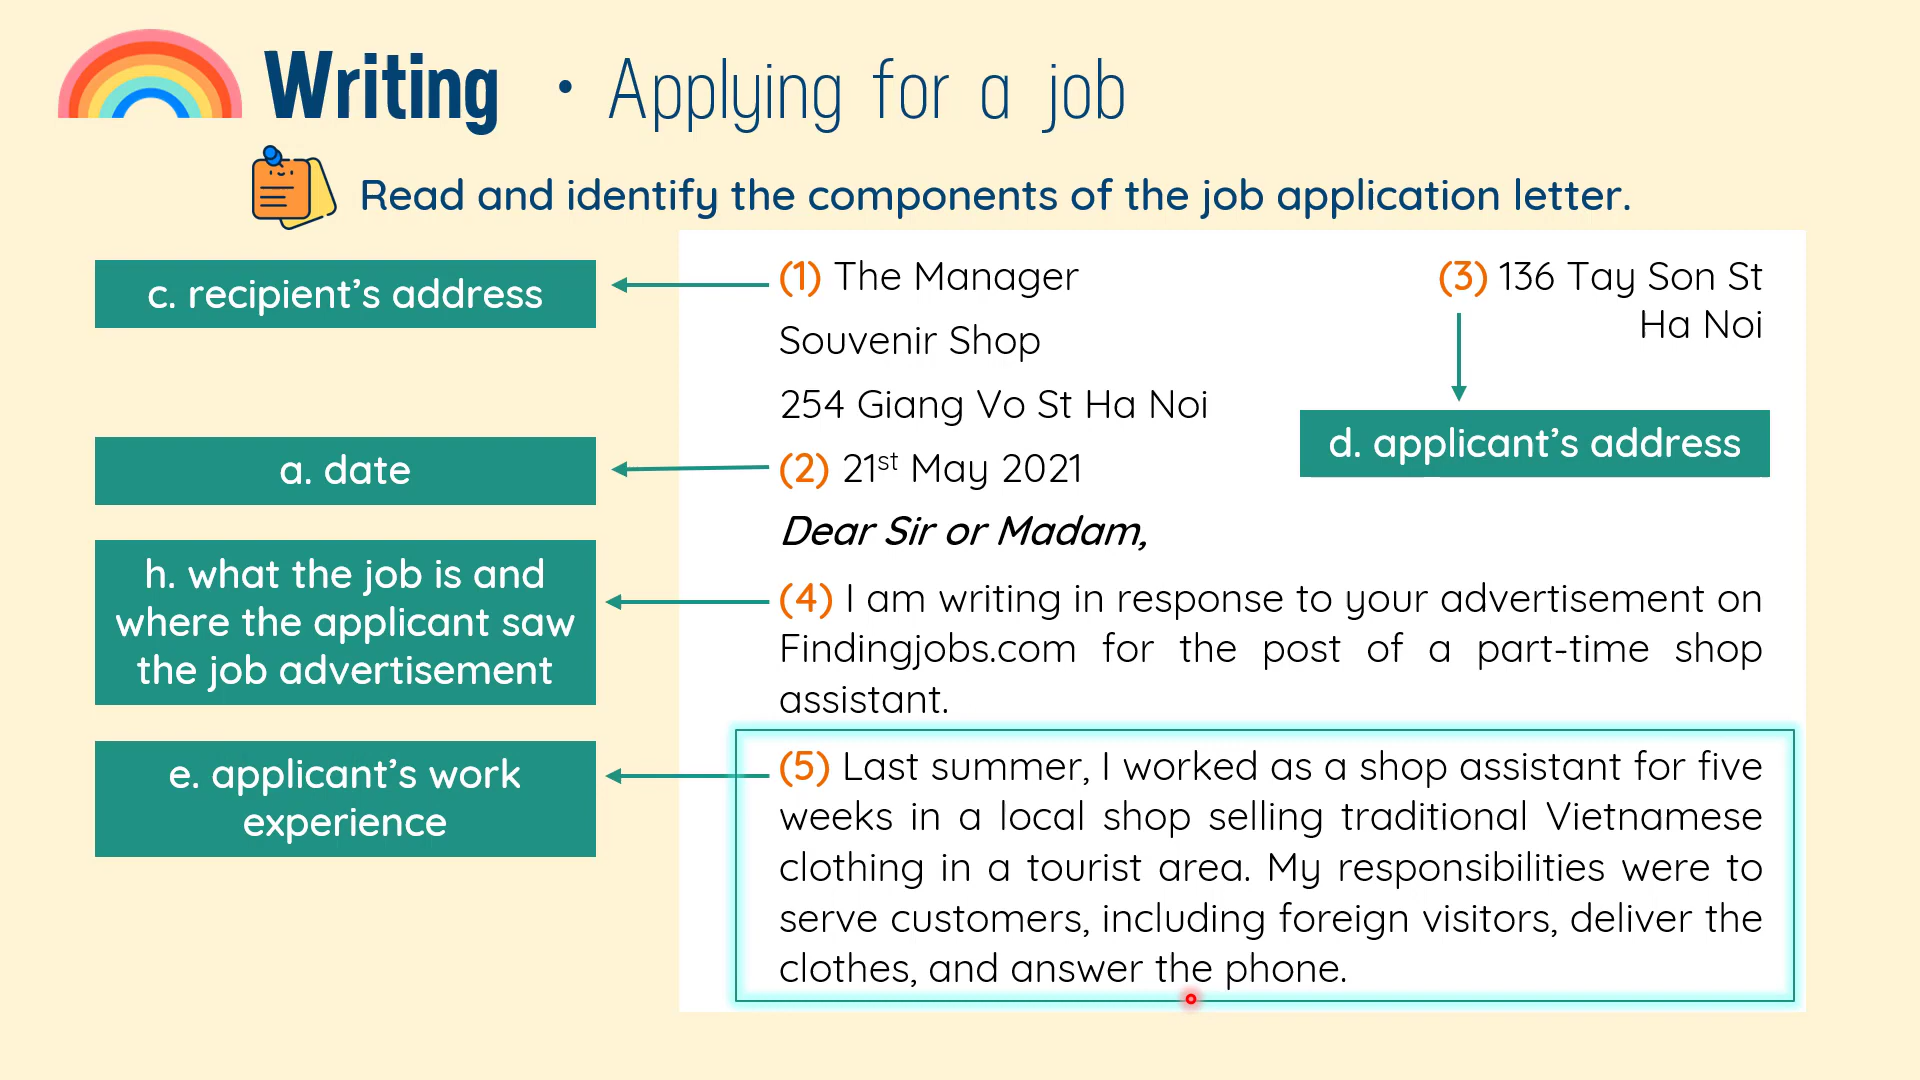 Writing • Applying for a job
Read and identify the components of the job application letter.
c. recipient's address
(1) The Manager
Souvenir Shop
254 Giang Vo St Ha Noi
(3) 136 Tay Son St
Ha Noi
d. applicant's address
a. date
(2) 21st May 2021
Dear Sir or Madam,
h. what the job is and
where the applicant saw
the job advertisement
(4) I am writing in response to your advertisement on
Findingjobs.com for the post of a part-time shop
assistant.
e. applicant's work
experience
(5) Last summer, I worked as a shop assistant for five
weeks in a local shop selling traditional Vietnamese
clothing in a tourist area. My responsibilities were to
serve customers, including foreign visitors, deliver the
clothes, and answer the phone.